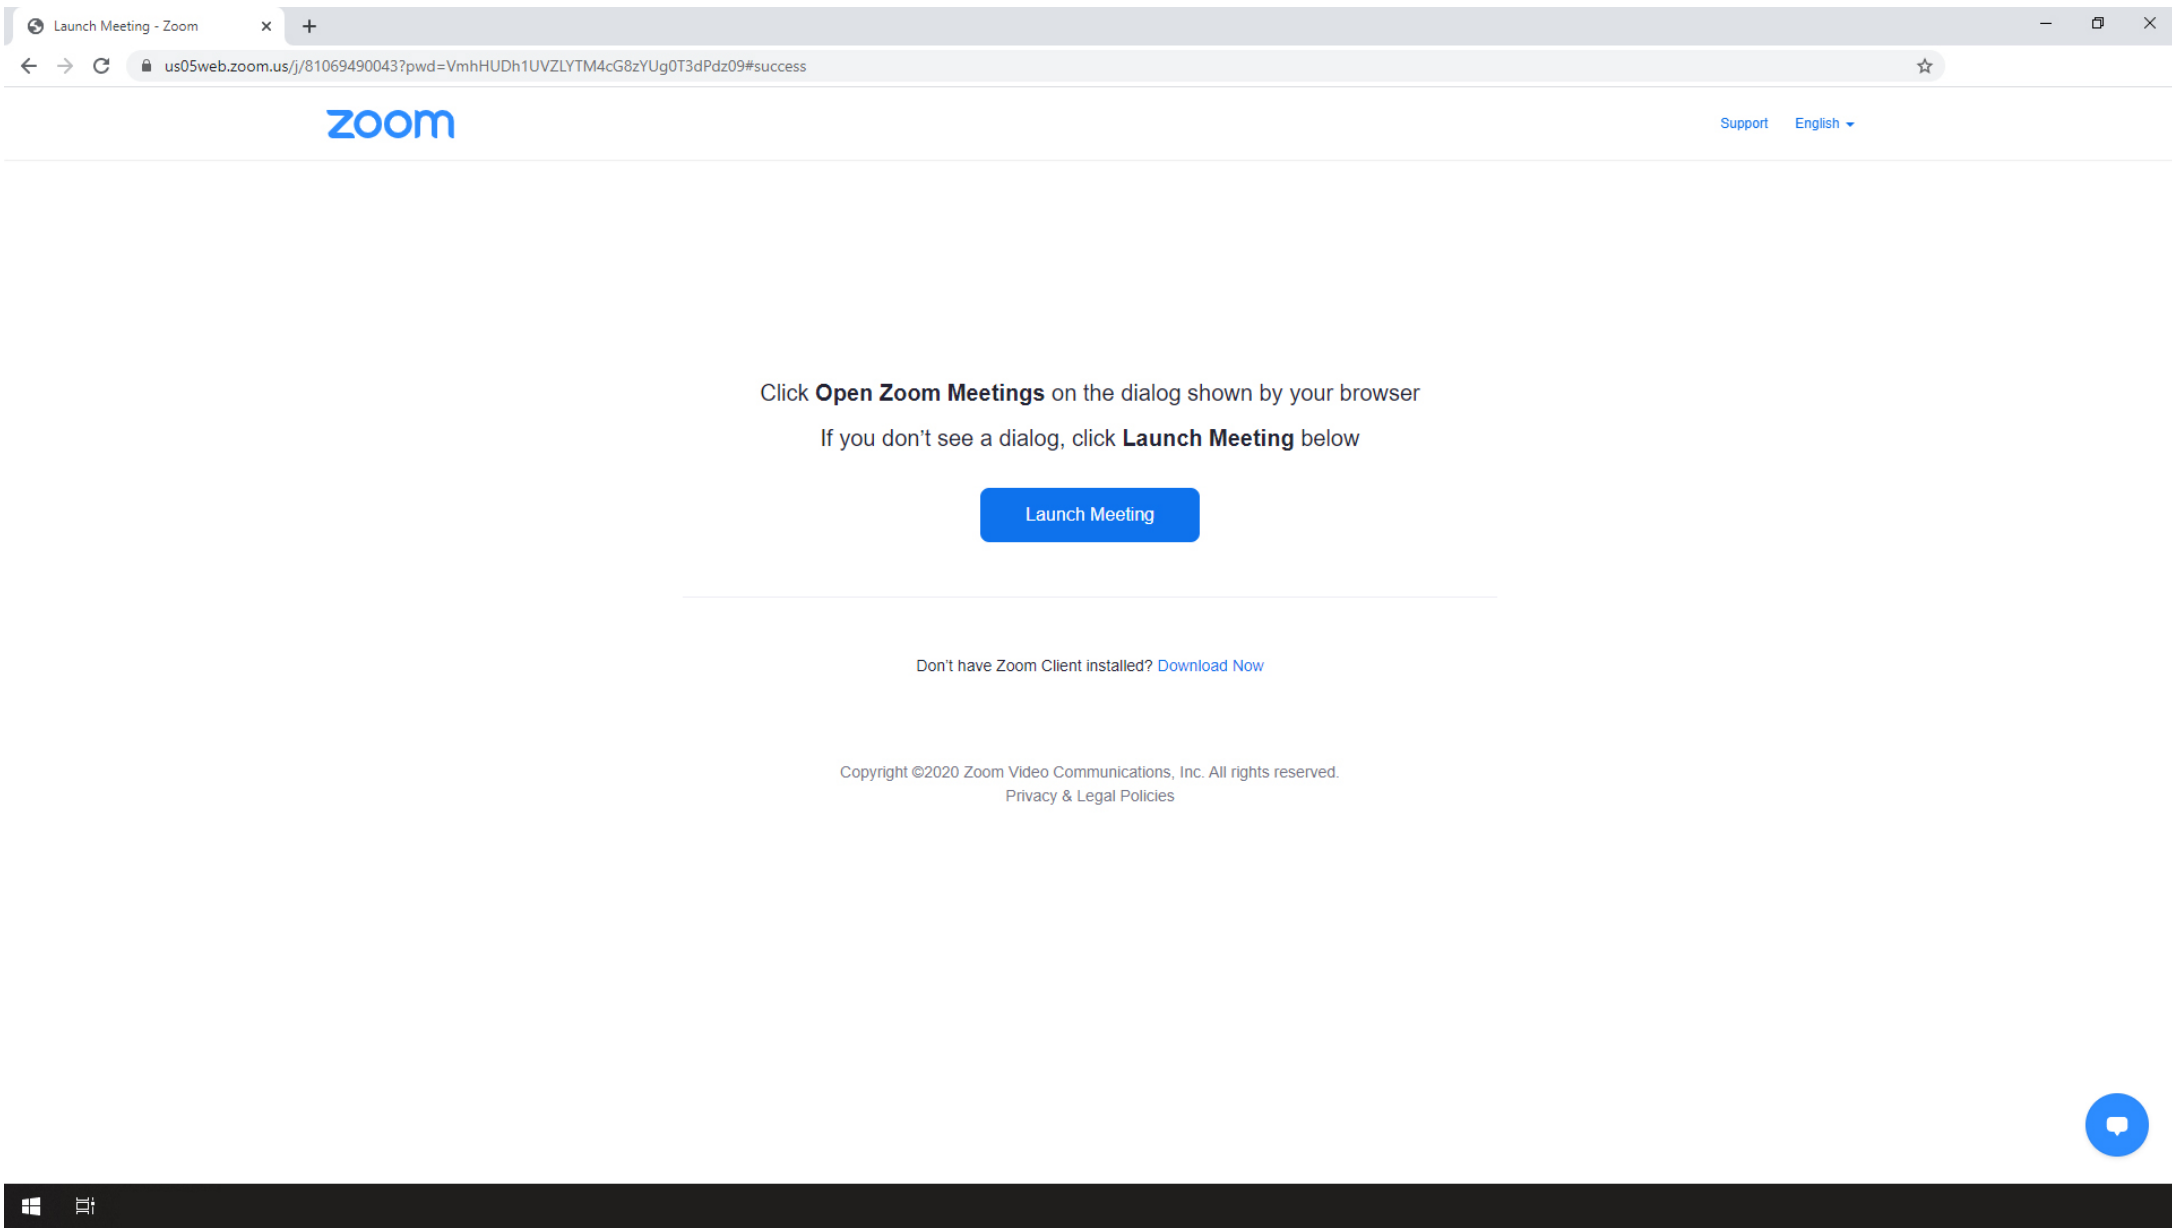 Launch Meeting - Zoom
us05web.zoom.us/j/81069490043?pwd=VmhHUDh1UVZLYTM4cG8zYUg0T3dPdz09#success
zoom
Support English
Click Open Zoom Meetings on the dialog shown by your browser
If you don’t see a dialog, click Launch Meeting below
Launch Meeting
Don’t have Zoom Client installed? Download Now
Copyright ©2020 Zoom Video Communications, Inc. All rights reserved.
Privacy & Legal Policies